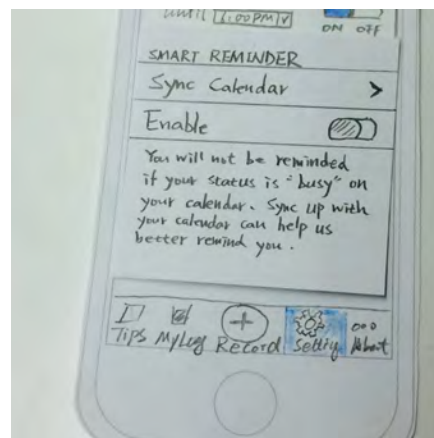 until 7:00PM
ON OFF
SMART REMINDER
Sync Calendar >
Enable
You will not be reminded
if your status is "busy" on
your calendar. Sync up with
your calendar can help us
better remind you.
Tips MyLog Record Setting About